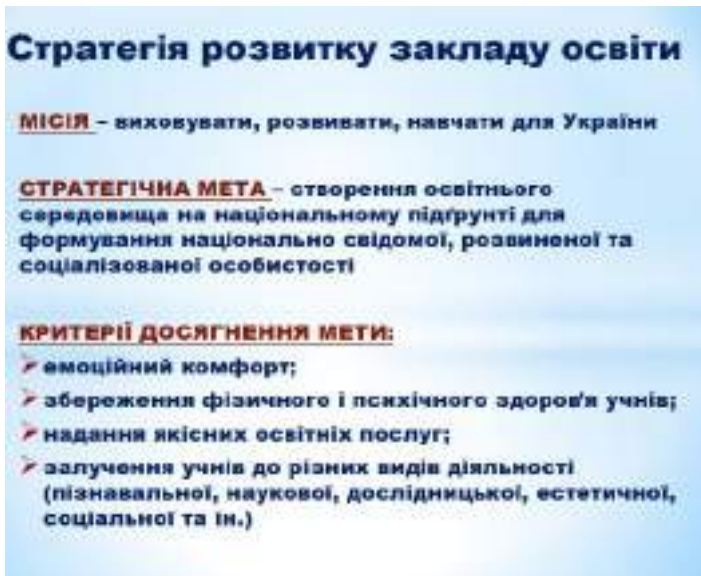 Стратегія розвитку закладу освіти
МІСІЯ – виховувати, розвивати, навчати для України
СТРАТЕГІЧНА МЕТА – створення освітнього
середовища на національному підґрунті для
формування національно свідомої, розвиненої та
соціалізованої особистості
КРИТЕРІЇ ДОСЯГНЕННЯ МЕТИ:
➢ емоційний комфорт;
➢ збереження фізичного і психічного здоров'я учнів;
➢ надання якісних освітніх послуг;
➢ залучення учнів до різних видів діяльності
(пізнавальної, наукової, дослідницької, естетичної,
соціальної та ін.)